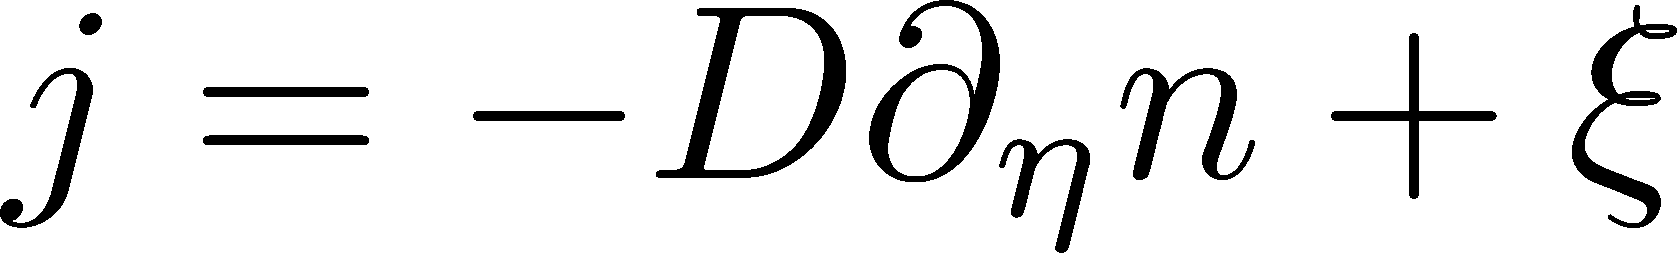 j = −D∂_η n + ξ